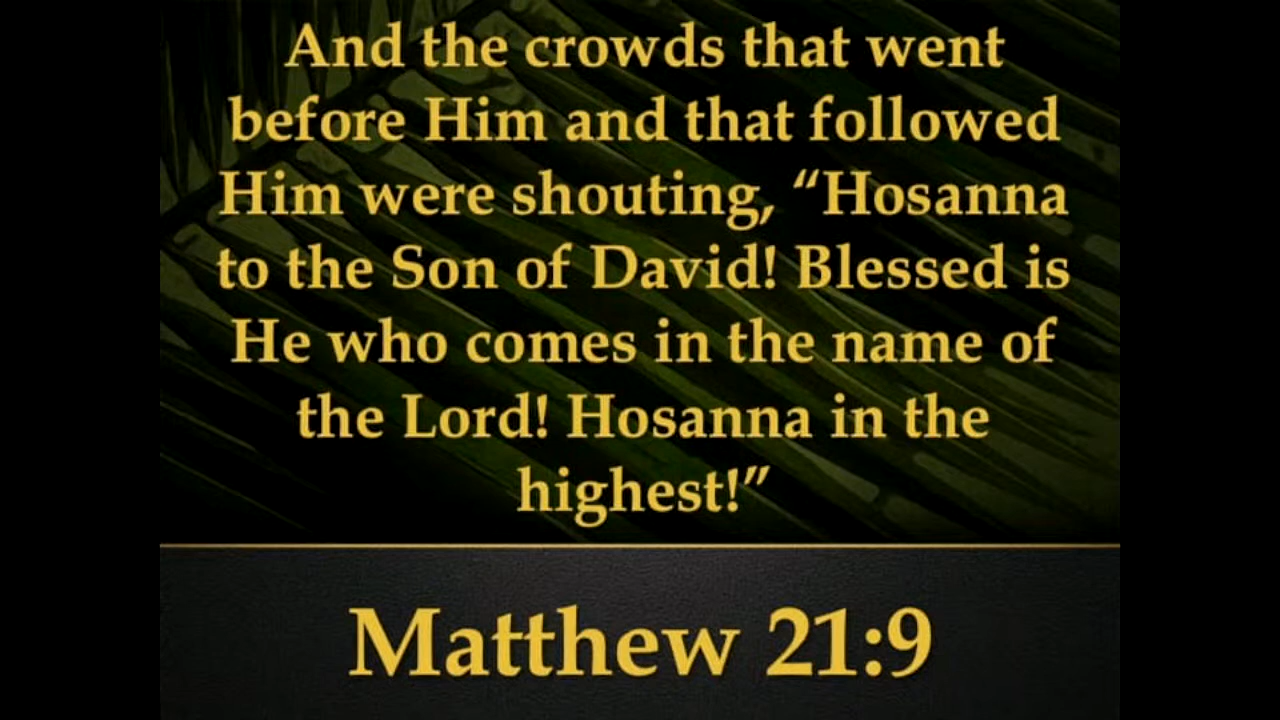 And the crowds that went
before Him and that followed
Him were shouting, “Hosanna
to the Son of David! Blessed is
He who comes in the name of
the Lord! Hosanna in the
highest!”
Matthew 21:9